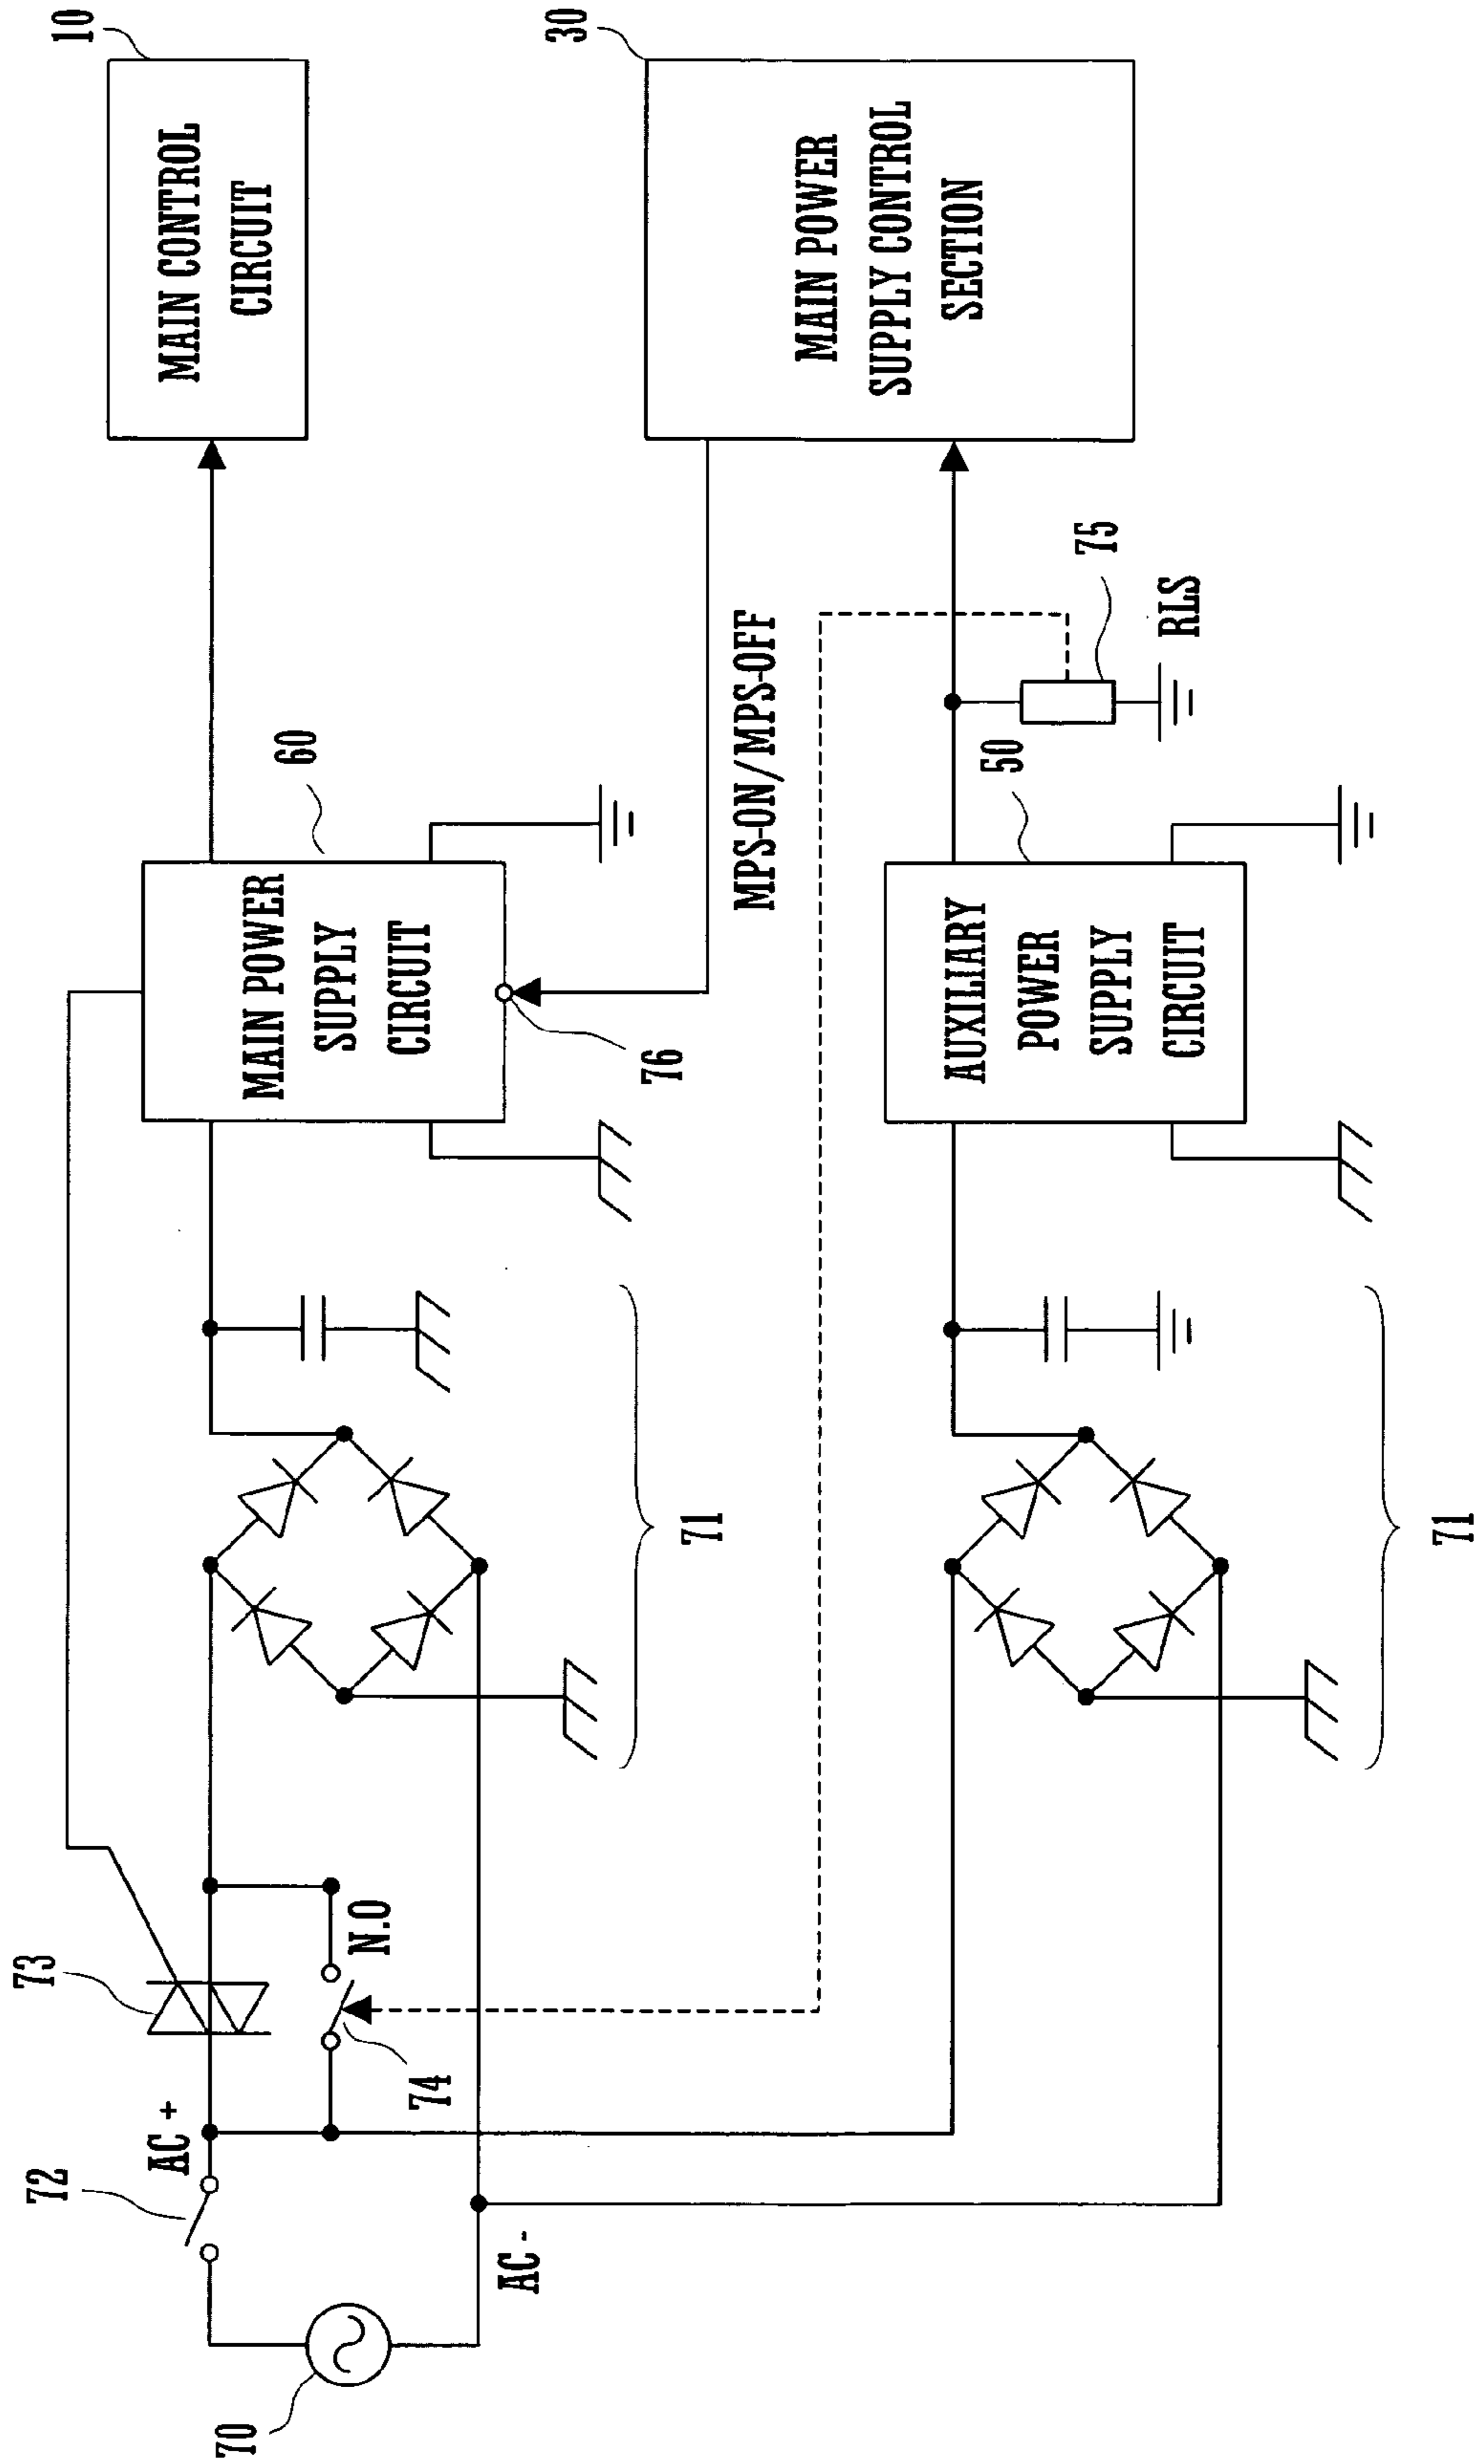 10
MAIN CONTROL
CIRCUIT
30
MAIN POWER
SUPPLY CONTROL
SECTION
60
MAIN POWER
SUPPLY
CIRCUIT
76
MPS-ON/MPS-OFF
75
RLS
50
AUXILIARY
POWER
SUPPLY
CIRCUIT
71
71
73
N.O
74
72
AC +
AC -
70